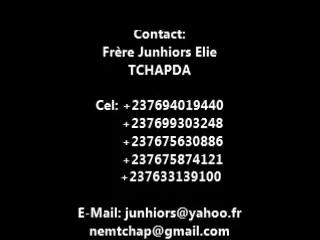 Contact:
Frère Junhiors Elie
TCHAPDA
Cel: +237694019440
+237699303248
+237675630886
+237675874121
+237633139100
E-Mail: junhiors@yahoo.fr
nemtchap@gmail.com